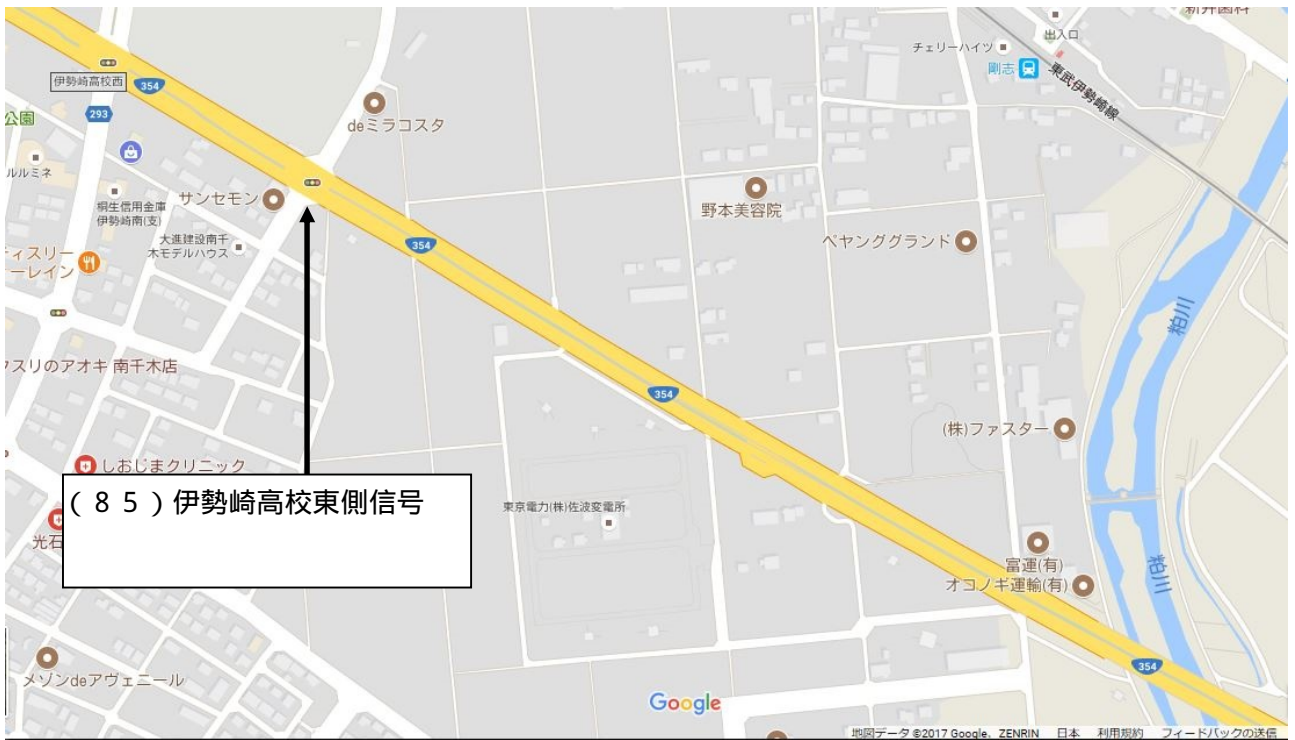 新井歯科
出入口
チェリーハイツ
剛志
東武伊勢崎線
伊勢崎高校西
354
293
公園
deミラコスタ
ルルミネ
桐生信用金庫
伊勢崎南(支)
サンセモン
野本美容院
大進建設南千
木モデルハウス
354
ペヤンググランド
ィスリー
ーレイン
粕川
クスリのアオキ 南千木店
354
(株)ファスター
しおじまクリニック
(85)伊勢崎高校東側信号
東京電力(株)佐波変電所
光石
富運(有)
オコノギ運輸(有)
粕川
354
メゾンdeアヴェニール
Google
地図データ ©2017 Google、ZENRIN 日本 利用規約 フィードバックの送信